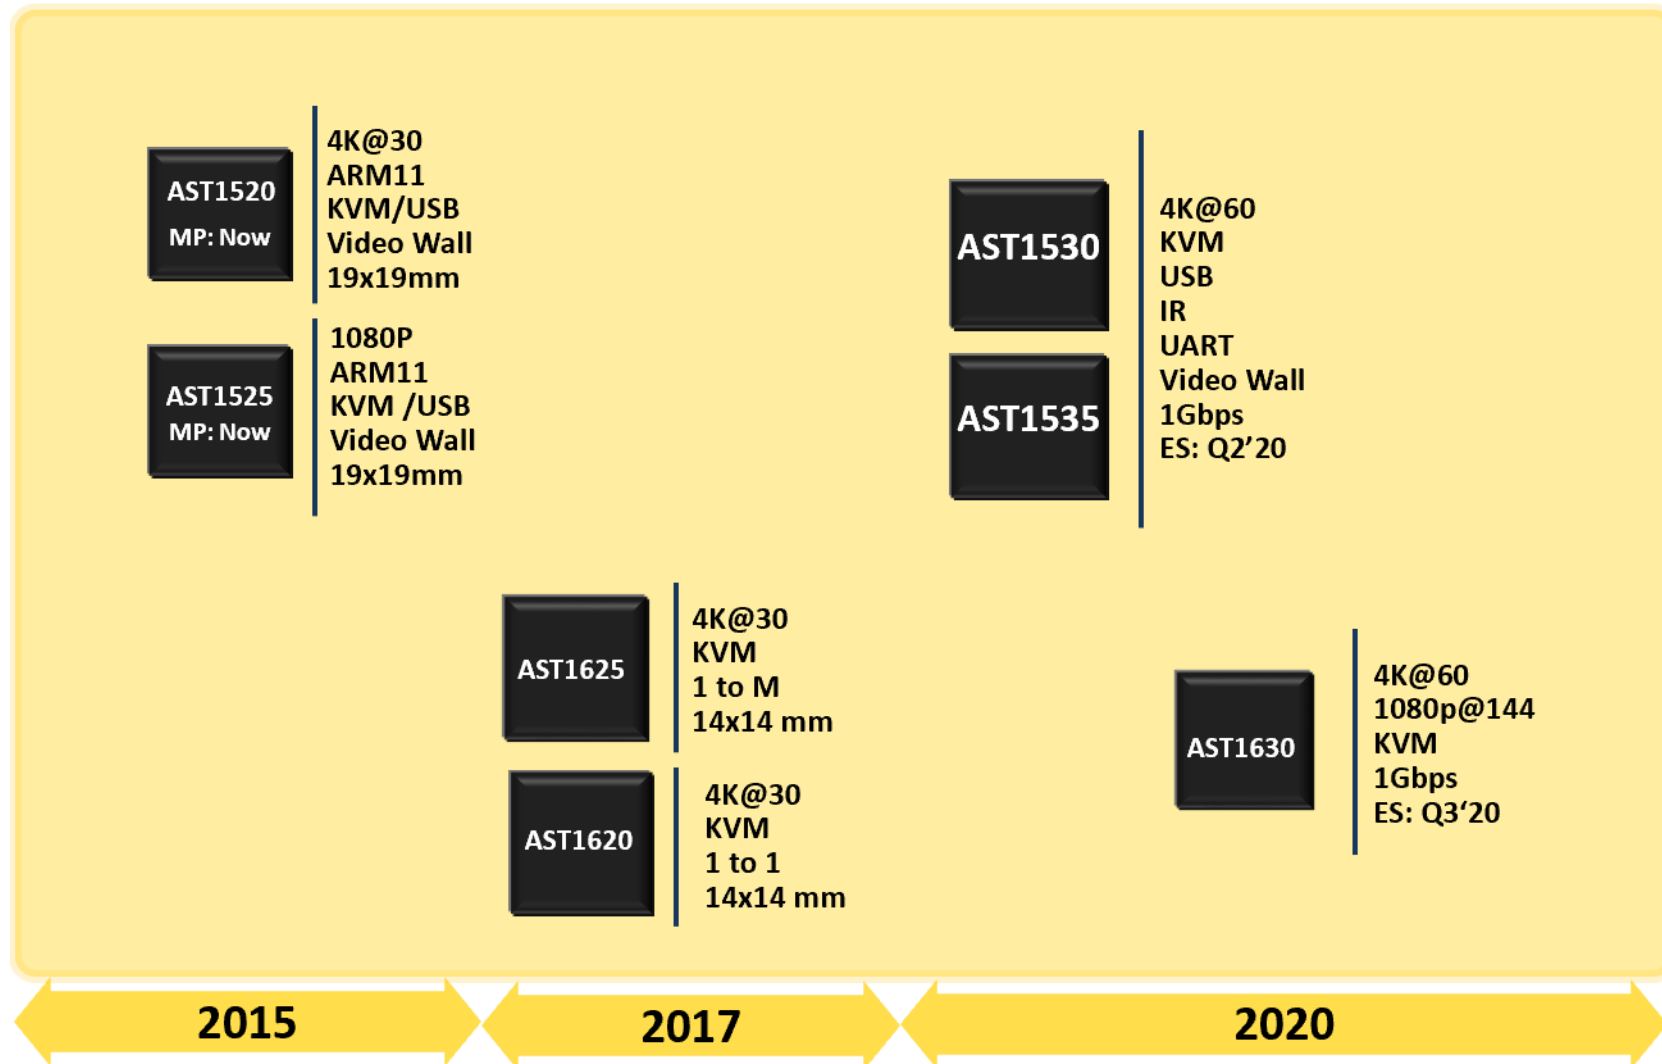 AST1520
MP: Now
4K@30
ARM11
KVM/USB
Video Wall
19x19mm
AST1525
MP: Now
1080P
ARM11
KVM /USB
Video Wall
19x19mm
AST1530
AST1535
4K@60
KVM
USB
IR
UART
Video Wall
1Gbps
ES: Q2’20
AST1625
4K@30
KVM
1 to M
14x14 mm
AST1620
4K@30
KVM
1 to 1
14x14 mm
AST1630
4K@60
1080p@144
KVM
1Gbps
ES: Q3‘20
2015
2017
2020